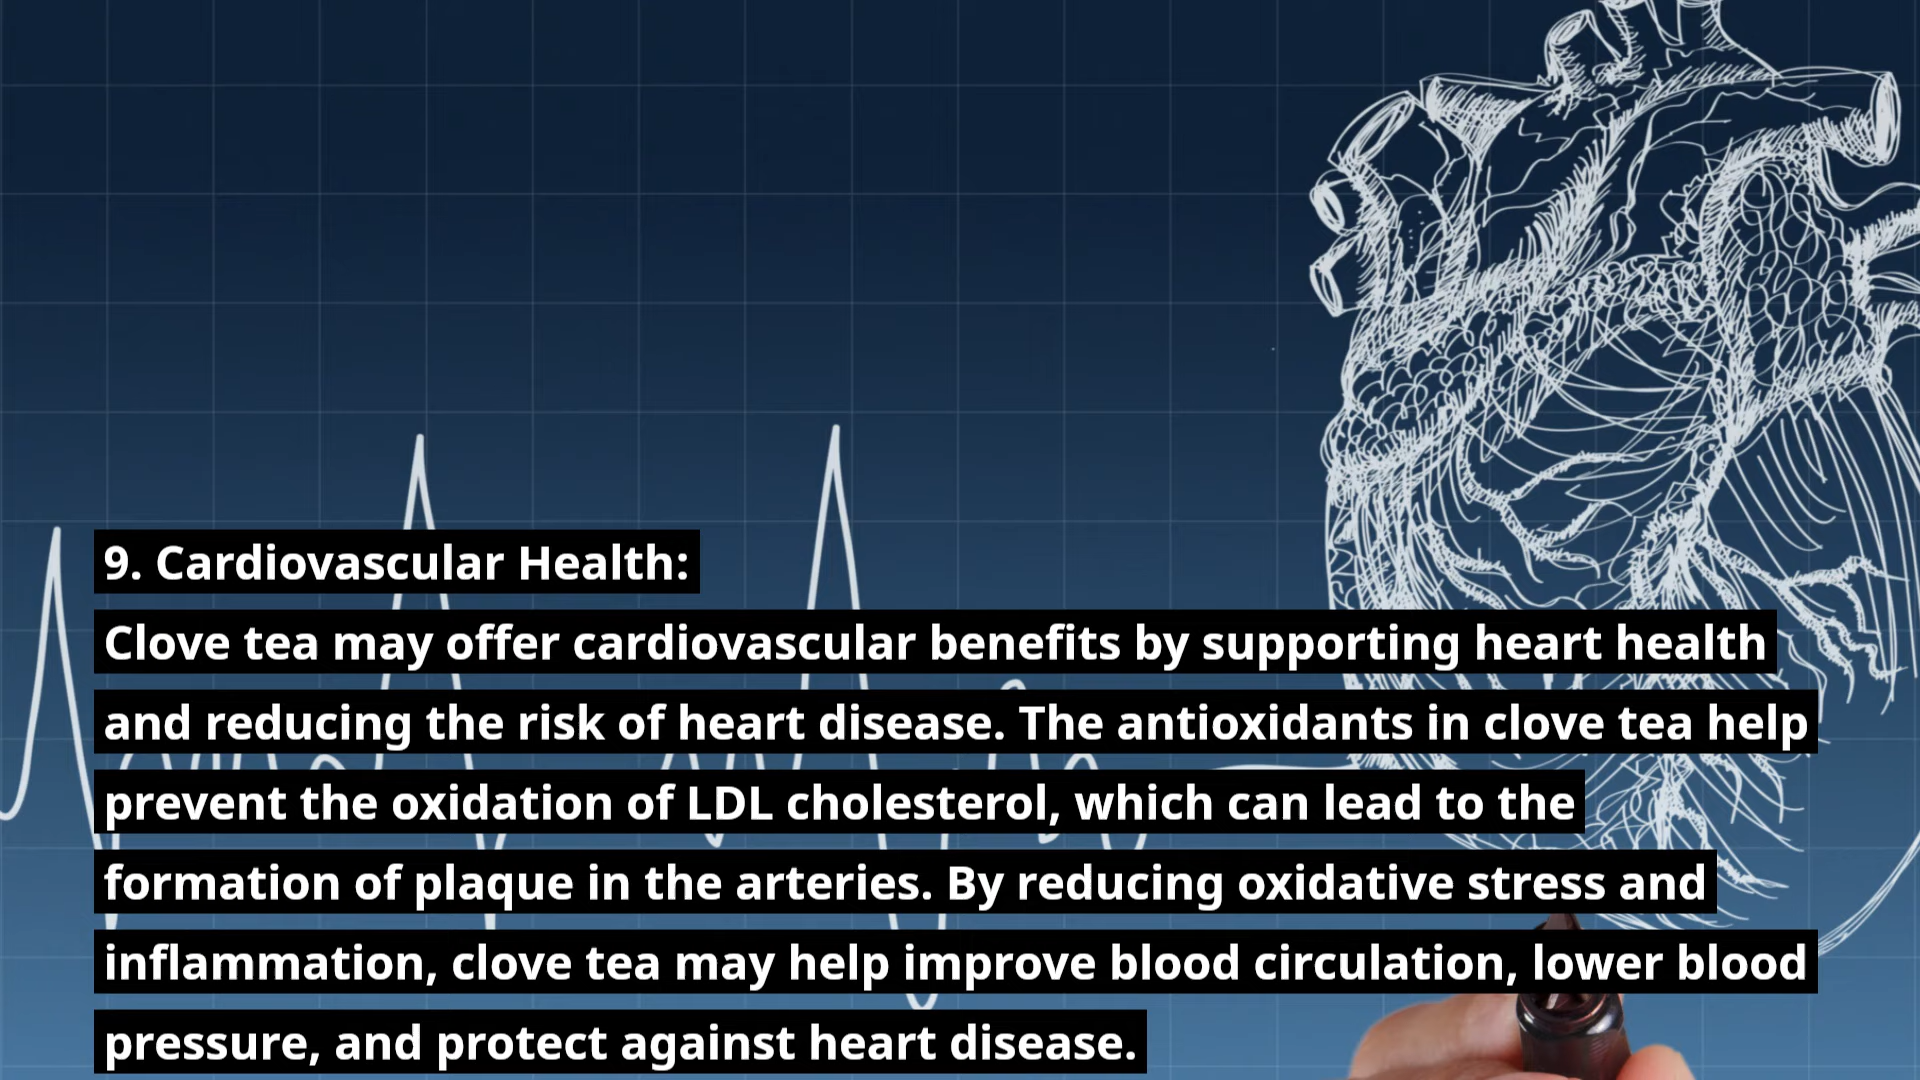 9. Cardiovascular Health:
Clove tea may offer cardiovascular benefits by supporting heart health
and reducing the risk of heart disease. The antioxidants in clove tea help
prevent the oxidation of LDL cholesterol, which can lead to the
formation of plaque in the arteries. By reducing oxidative stress and
inflammation, clove tea may help improve blood circulation, lower blood
pressure, and protect against heart disease.